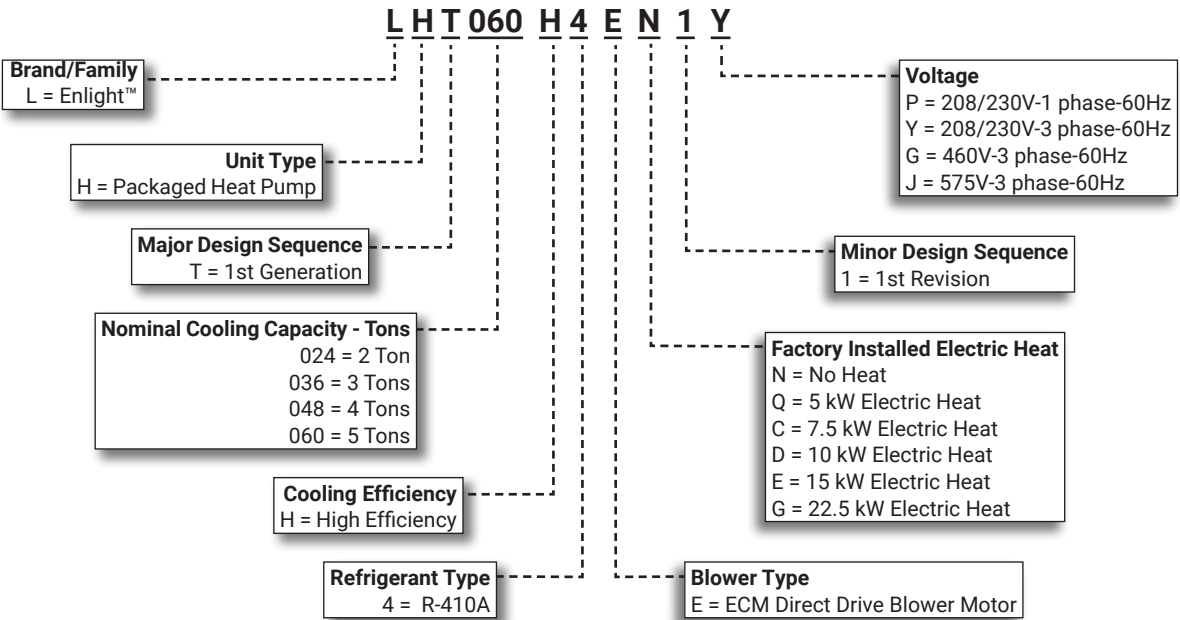 L H T 060 H 4 E N 1 Y
Brand/Family
L = Enlight™
Unit Type
H = Packaged Heat Pump
Major Design Sequence
T = 1st Generation
Nominal Cooling Capacity - Tons
024 = 2 Ton
036 = 3 Tons
048 = 4 Tons
060 = 5 Tons
Cooling Efficiency
H = High Efficiency
Refrigerant Type
4 = R-410A
Voltage
P = 208/230V-1 phase-60Hz
Y = 208/230V-3 phase-60Hz
G = 460V-3 phase-60Hz
J = 575V-3 phase-60Hz
Minor Design Sequence
1 = 1st Revision
Factory Installed Electric Heat
N = No Heat
Q = 5 kW Electric Heat
C = 7.5 kW Electric Heat
D = 10 kW Electric Heat
E = 15 kW Electric Heat
G = 22.5 kW Electric Heat
Blower Type
E = ECM Direct Drive Blower Motor